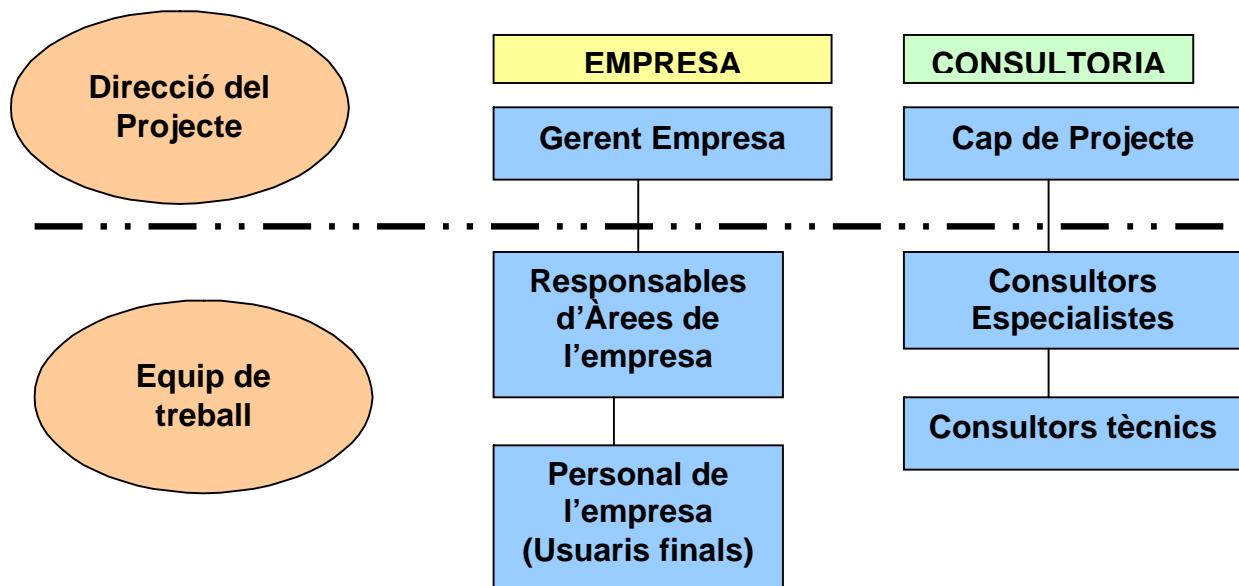 Direcció del
Projecte
EMPRESA
CONSULTORIA
Gerent Empresa
Cap de Projecte
Responsables
d’Àrees de
l’empresa
Consultors
Especialistes
Equip de
treball
Consultors tècnics
Personal de
l’empresa
(Usuaris finals)